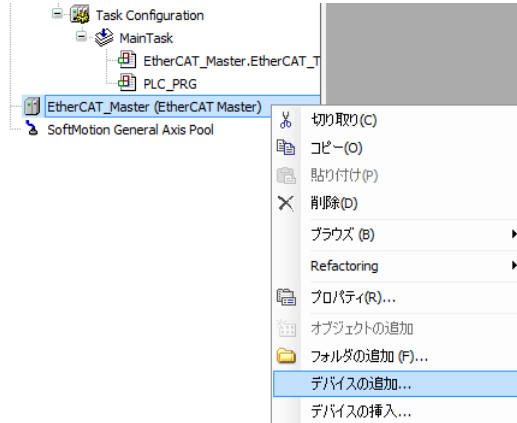 Task Configuration
MainTask
EtherCAT_Master.EtherCAT_T
PLC_PRG
EtherCAT_Master (EtherCAT Master)
SoftMotion General Axis Pool
切り取り(C)
コピー(O)
貼り付け(P)
削除(D)
ブラウズ (B)
Refactoring
プロパティ(R)...
オブジェクトの追加
フォルダの追加 (F)...
デバイスの追加...
デバイスの挿入...